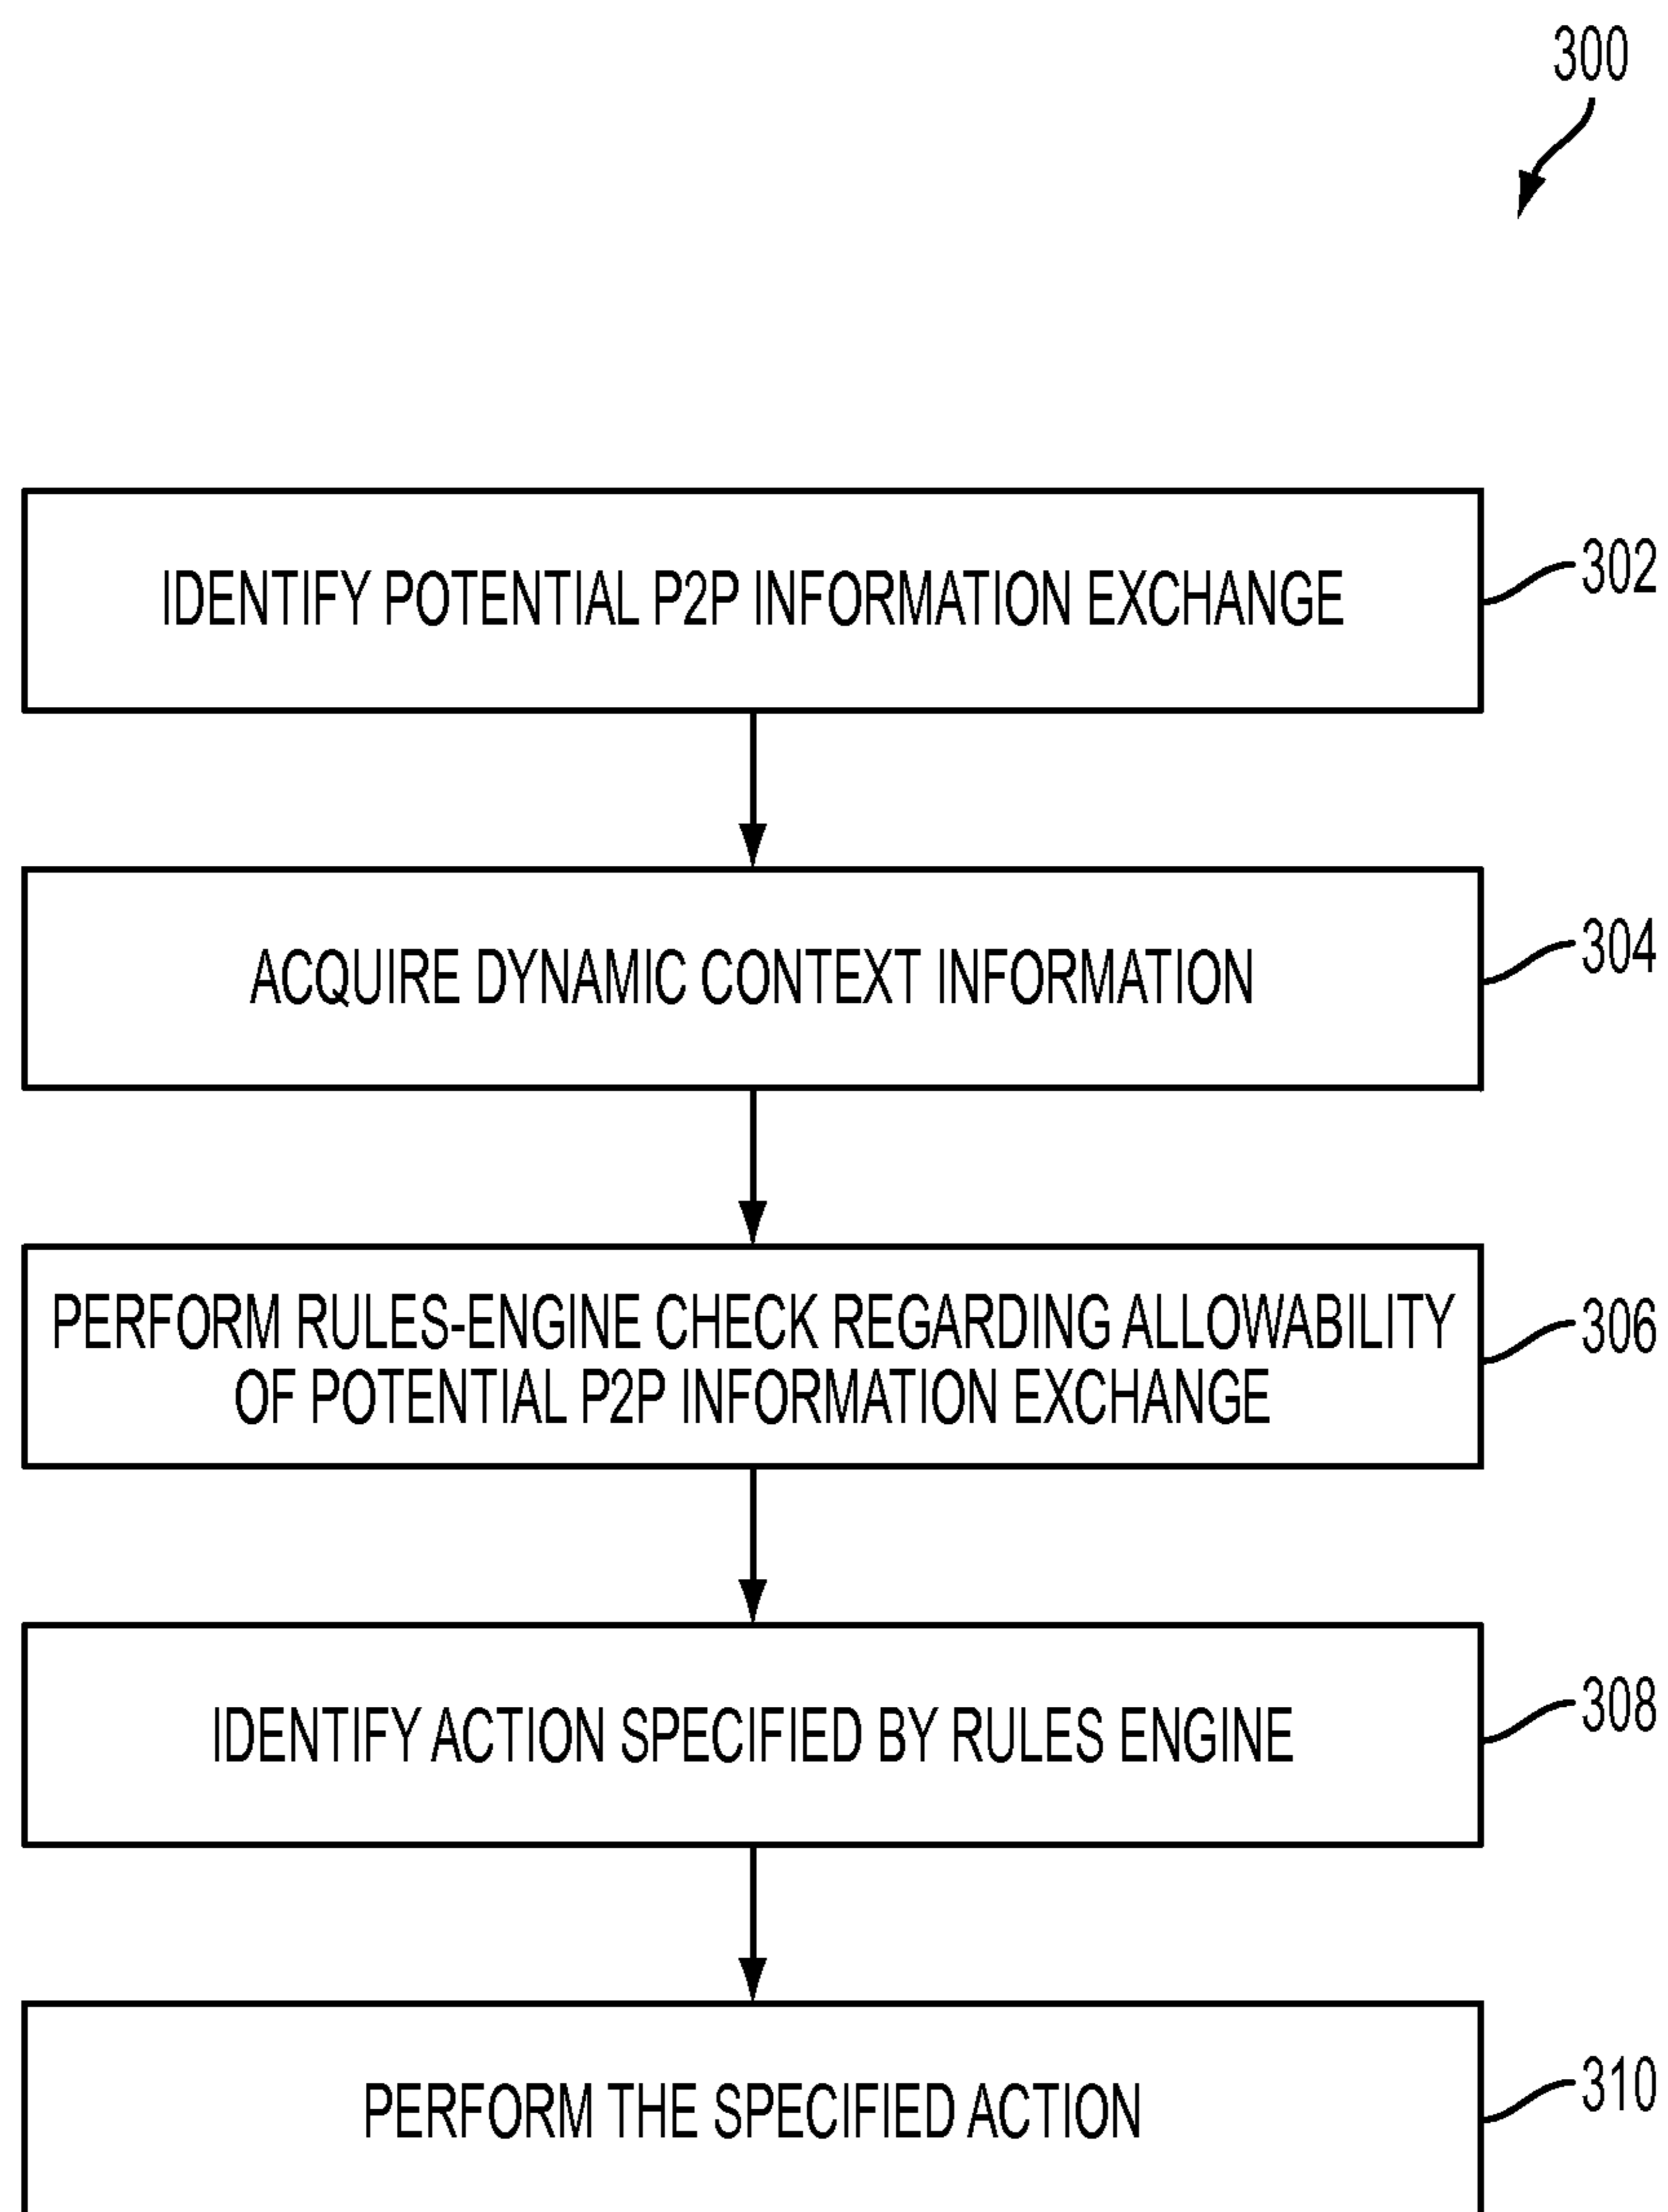 300
IDENTIFY POTENTIAL P2P INFORMATION EXCHANGE
302
ACQUIRE DYNAMIC CONTEXT INFORMATION
304
PERFORM RULES-ENGINE CHECK REGARDING ALLOWABILITY
OF POTENTIAL P2P INFORMATION EXCHANGE
306
IDENTIFY ACTION SPECIFIED BY RULES ENGINE
308
PERFORM THE SPECIFIED ACTION
310